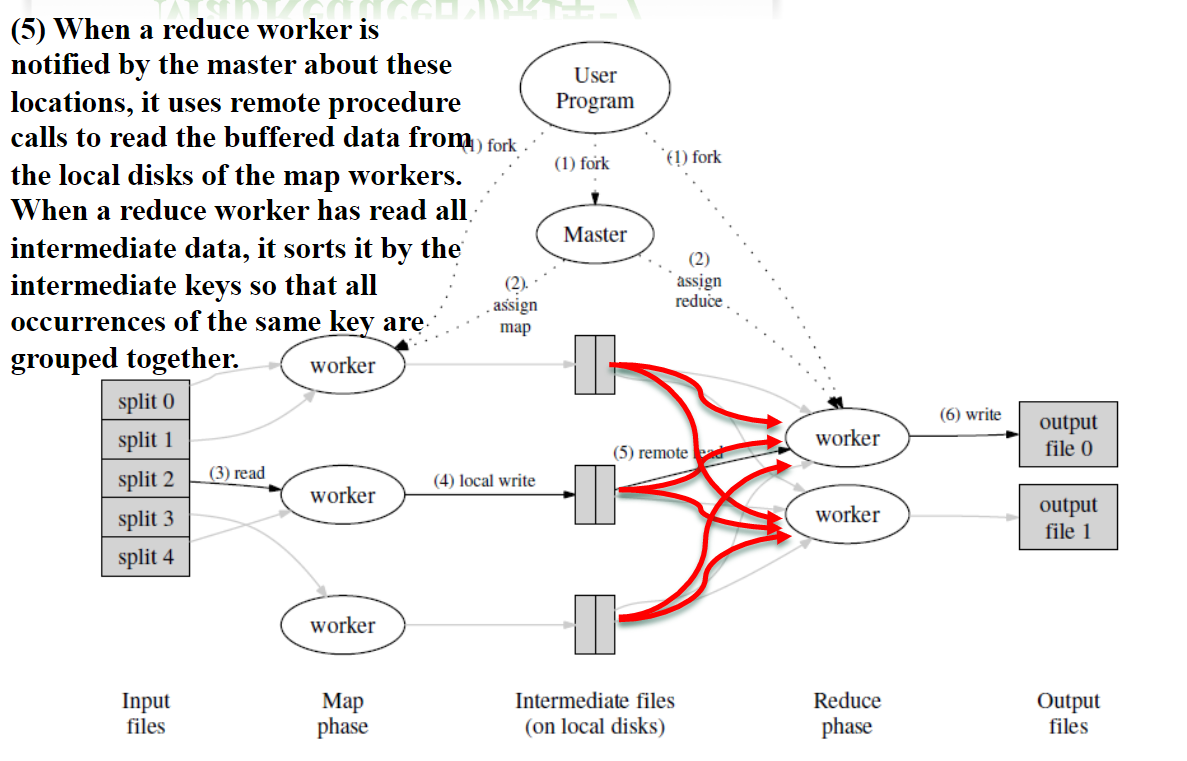 (5) When a reduce worker is
notified by the master about these
locations, it uses remote procedure
calls to read the buffered data from
the local disks of the map workers.
When a reduce worker has read all
intermediate data, it sorts it by the
intermediate keys so that all
occurrences of the same key are
grouped together.
User
Program
(1) fork
(1) fork
(1) fork
Master
(2)
assign
map
(2)
assign
reduce
worker
split 0
split 1
split 2
split 3
split 4
(3) read
worker
(4) local write
worker
(5) remote read
worker
worker
(6) write
output
file 0
output
file 1
Input
files
Map
phase
Intermediate files
(on local disks)
Reduce
phase
Output
files